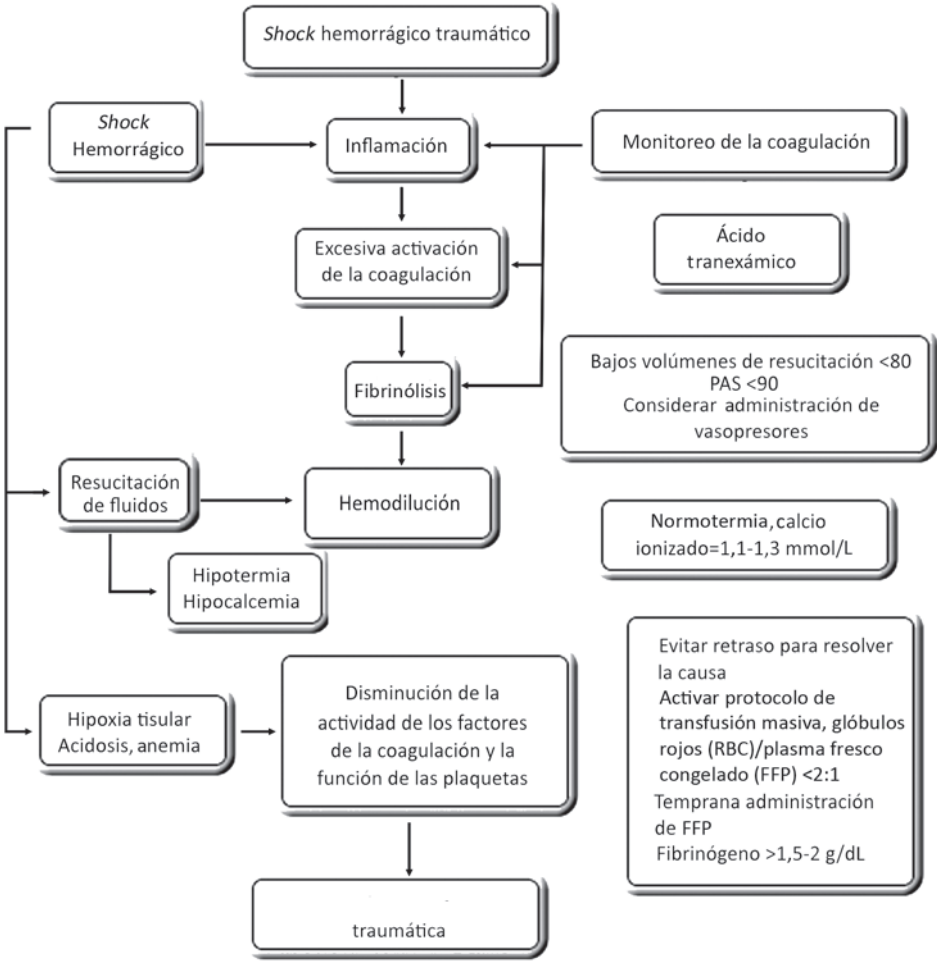 Shock hemorrágico traumático
Shock
Hemorrágico
Inflamación
Monitoreo de la coagulación
Excesiva activación
de la coagulación
Ácido
tranexámico
Fibrinólisis
Bajos volúmenes de resucitación <80
PAS <90
Considerar administración de
vasopresores
Resucitación
de fluidos
Hemodilución
Normotermia, calcio
ionizado=1,1-1,3 mmol/L
Hipotermia
Hipocalcemia
Evitar retraso para resolver
la causa
Activar protocolo de
transfusión masiva, glóbulos
rojos (RBC)/plasma fresco
congelado (FFP) <2:1
Temprana administración
de FFP
Fibrinógeno >1,5-2 g/dL
Hipoxia tisular
Acidosis, anemia
Disminución de la
actividad de los factores
de la coagulación y la
función de las plaquetas
traumática